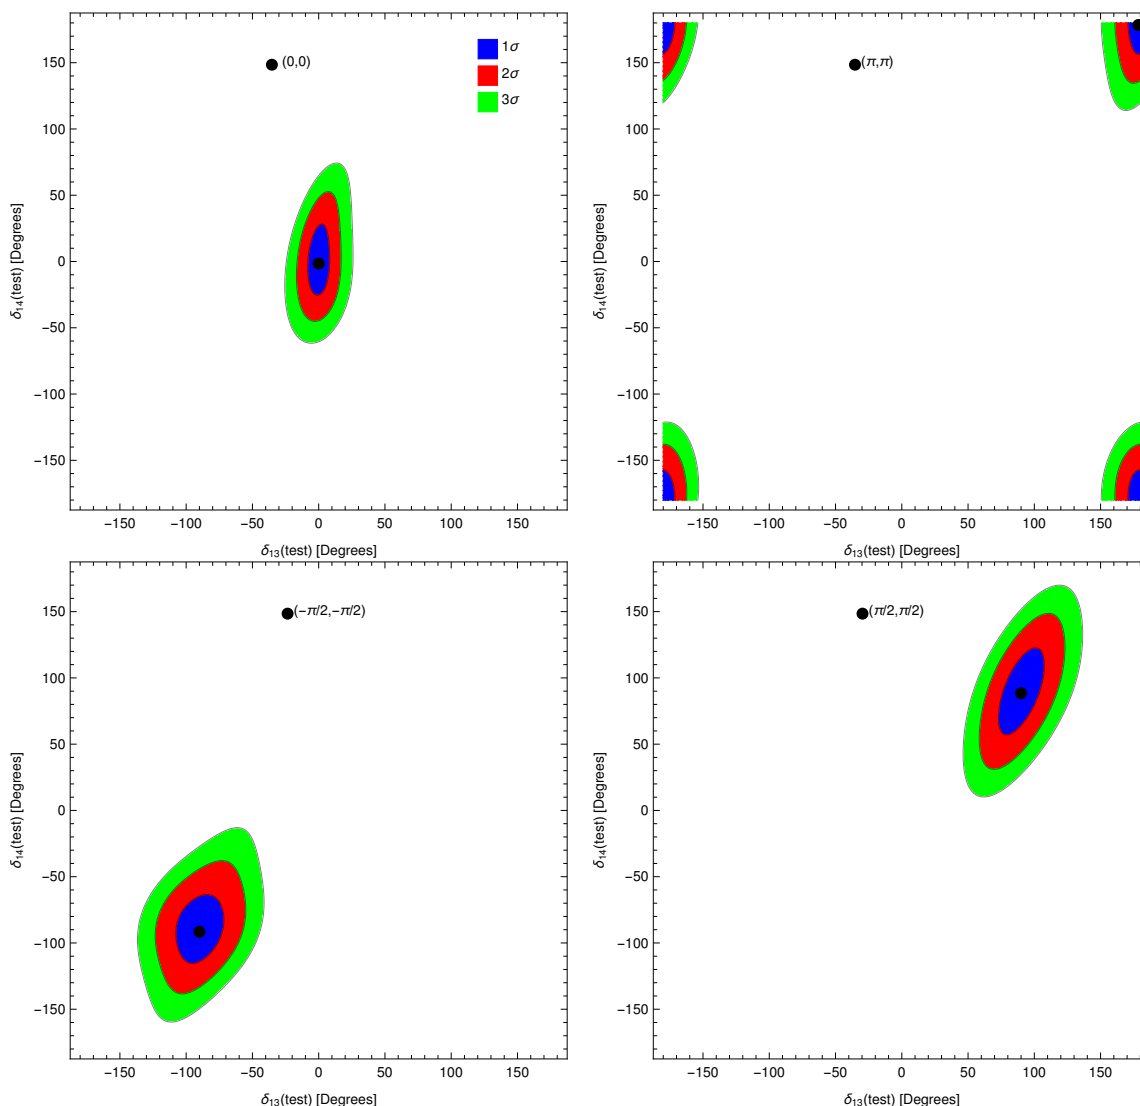 (0,0)
1σ
2σ
3σ
150
100
50
0
−50
−100
−150
δ₁₄(test) [Degrees]
−150 −100 −50 0 50 100 150
δ₁₃(test) [Degrees]
(π,π)
150
100
50
0
−50
−100
−150
δ₁₄(test) [Degrees]
−150 −100 −50 0 50 100 150
δ₁₃(test) [Degrees]
(−π/2,−π/2)
150
100
50
0
−50
−100
−150
δ₁₄(test) [Degrees]
−150 −100 −50 0 50 100 150
δ₁₃(test) [Degrees]
(π/2,π/2)
150
100
50
0
−50
−100
−150
δ₁₄(test) [Degrees]
−150 −100 −50 0 50 100 150
δ₁₃(test) [Degrees]